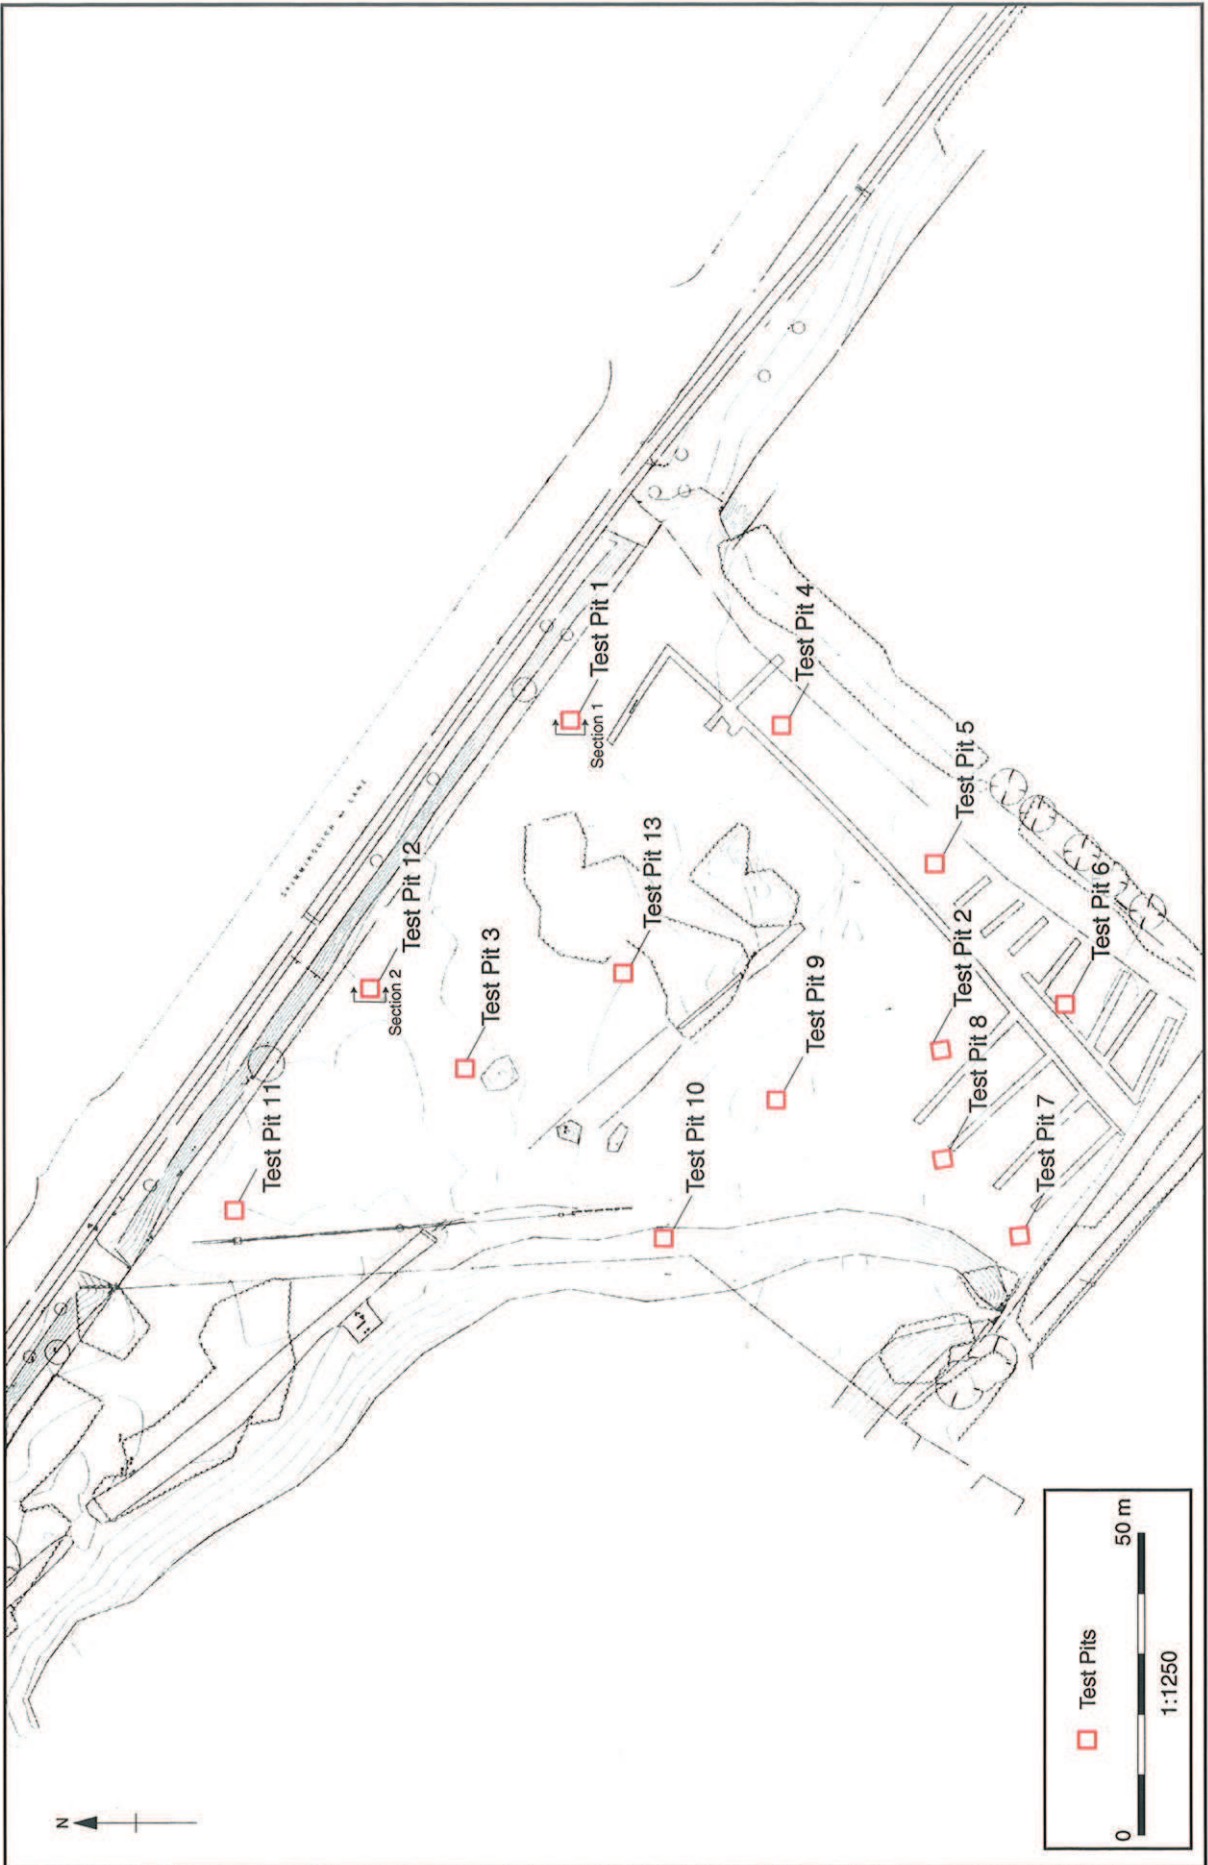 Test Pit 11
Test Pit 12
Section 2
Test Pit 3
Test Pit 1
Section 1
Test Pit 13
Test Pit 4
Test Pit 10
Test Pit 9
Test Pit 5
Test Pit 2
Test Pit 8
Test Pit 6
Test Pit 7
N
Test Pits
0
50 m
1:1250